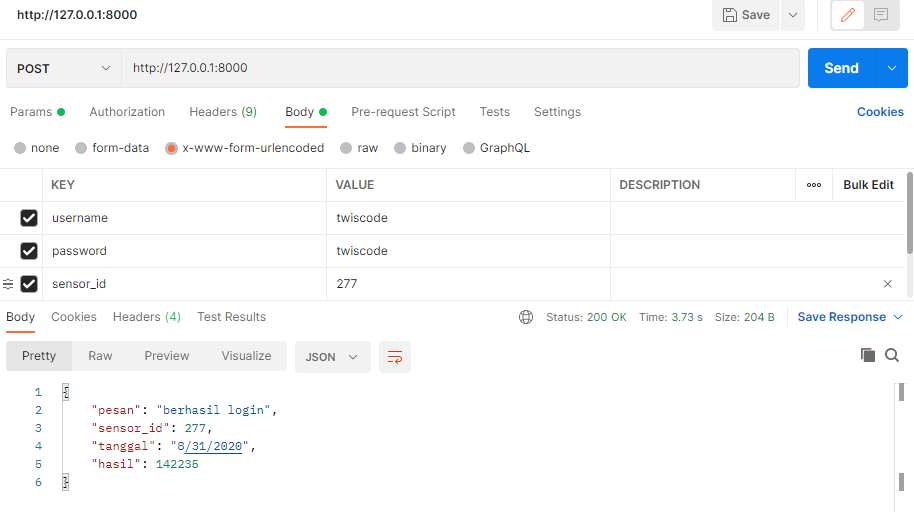 http://127.0.0.1:8000
Save
POST http://127.0.0.1:8000 Send
Params Authorization Headers (9) Body Pre-request Script Tests Settings Cookies
none form-data x-www-form-urlencoded raw binary GraphQL
KEY VALUE DESCRIPTION ooo Bulk Edit
username twiscode
password twiscode
sensor_id 277
Body Cookies Headers (4) Test Results Status: 200 OK Time: 3.73 s Size: 204 B Save Response
Pretty Raw Preview Visualize JSON
1 {
2 "pesan": "berhasil login",
3 "sensor_id": 277,
4 "tanggal": "8/31/2020",
5 "hasil": 142235
6 }